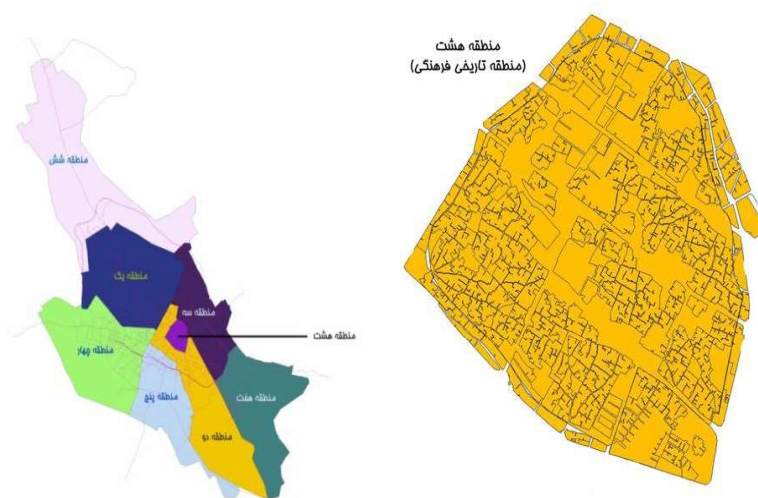 منطقه هشت
(منطقه تاریخی فرهنگی)
منطقه شش
منطقه یک
منطقه سه
منطقه هشت
منطقه چهار
منطقه پنج
منطقه هفت
منطقه دو